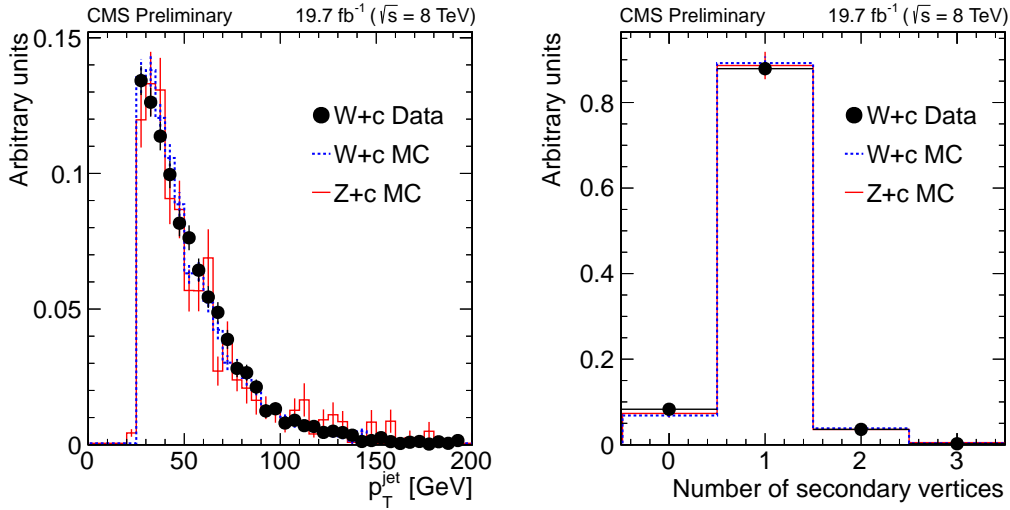 CMS Preliminary 19.7 fb-1 (√s = 8 TeV)
Arbitrary units
0.15
0.1
0.05
0
W+c Data
W+c MC
Z+c MC
0 50 100 150 200
p_T^jet [GeV]
CMS Preliminary 19.7 fb-1 (√s = 8 TeV)
Arbitrary units
0.8
0.6
0.4
0.2
0
W+c Data
W+c MC
Z+c MC
0 1 2 3
Number of secondary vertices